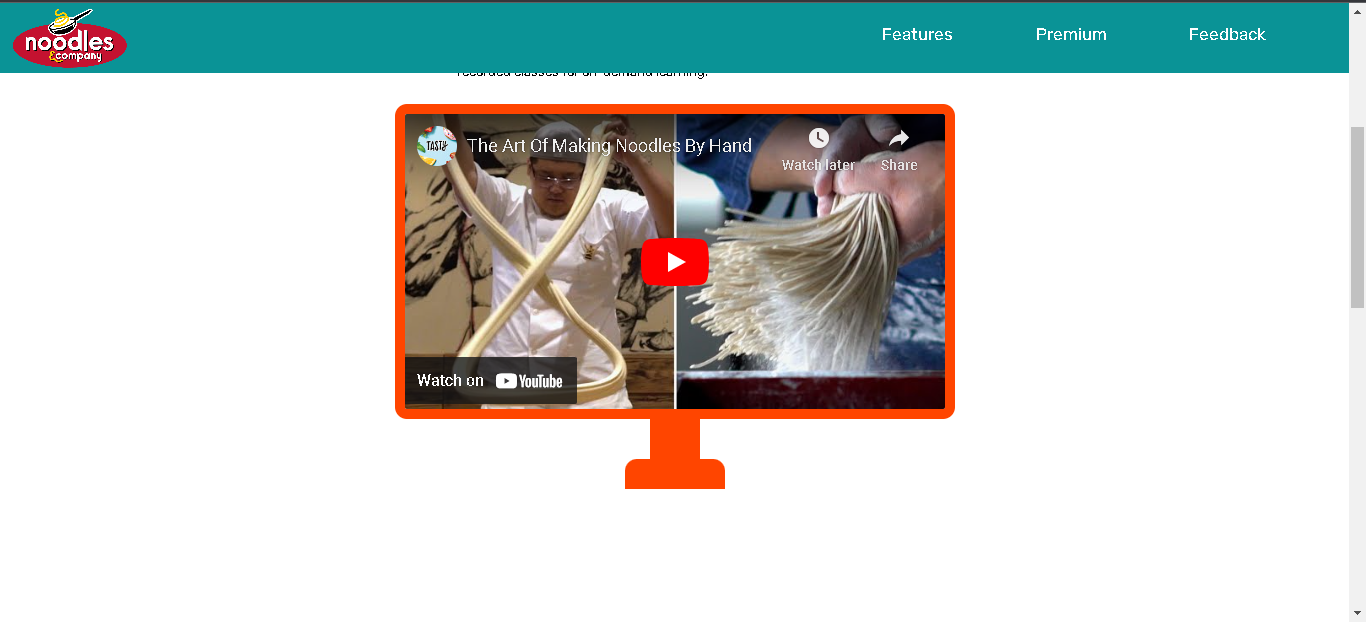 noodles
&company
Features
Premium
Feedback
recorded classes for on-demand learning.
TASTY
The Art Of Making Noodles By Hand
Watch later
Share
Watch on YouTube